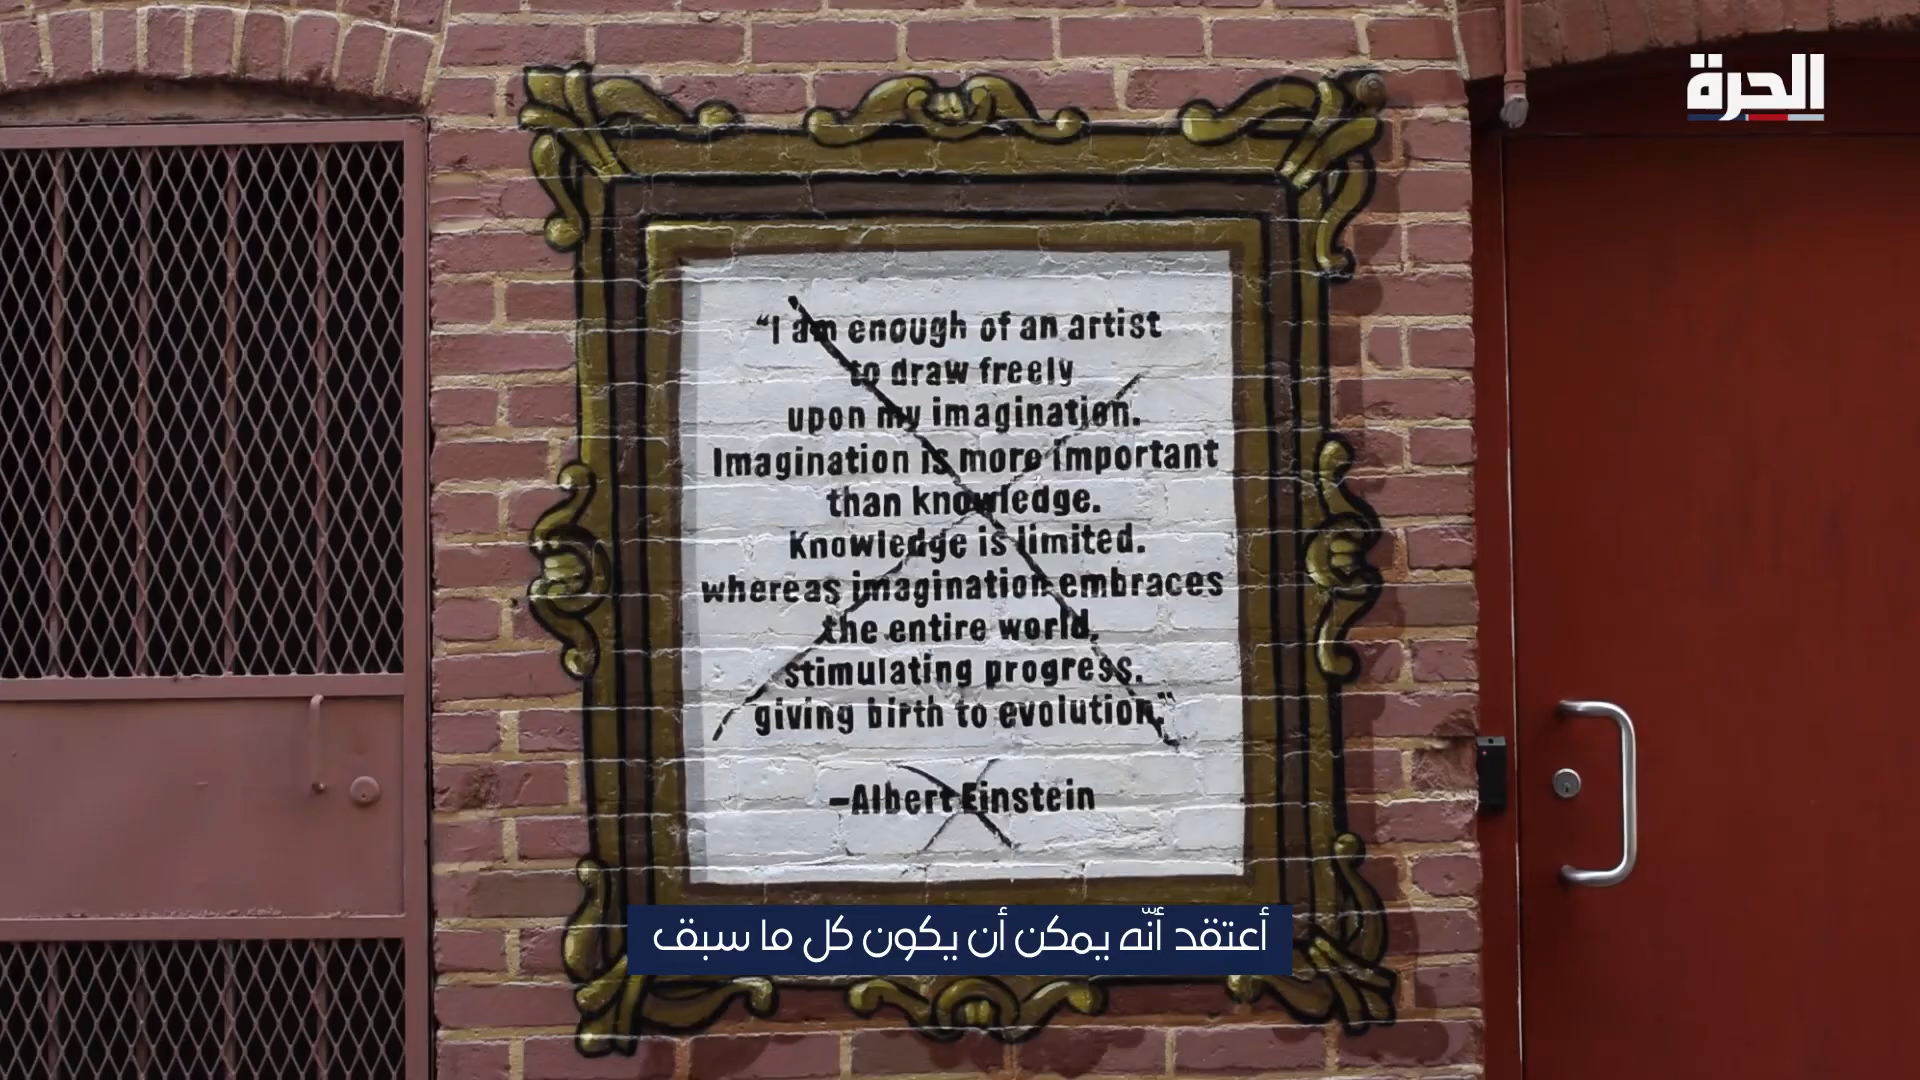 الحرة
“I am enough of an artist
to draw freely
upon my imagination.
Imagination is more important
than knowledge.
Knowledge is limited.
whereas imagination embraces
the entire world,
stimulating progress.
giving birth to evolution.”
–Albert Einstein
أعتقد أنّه يمكن أن يكون كل ما سبق